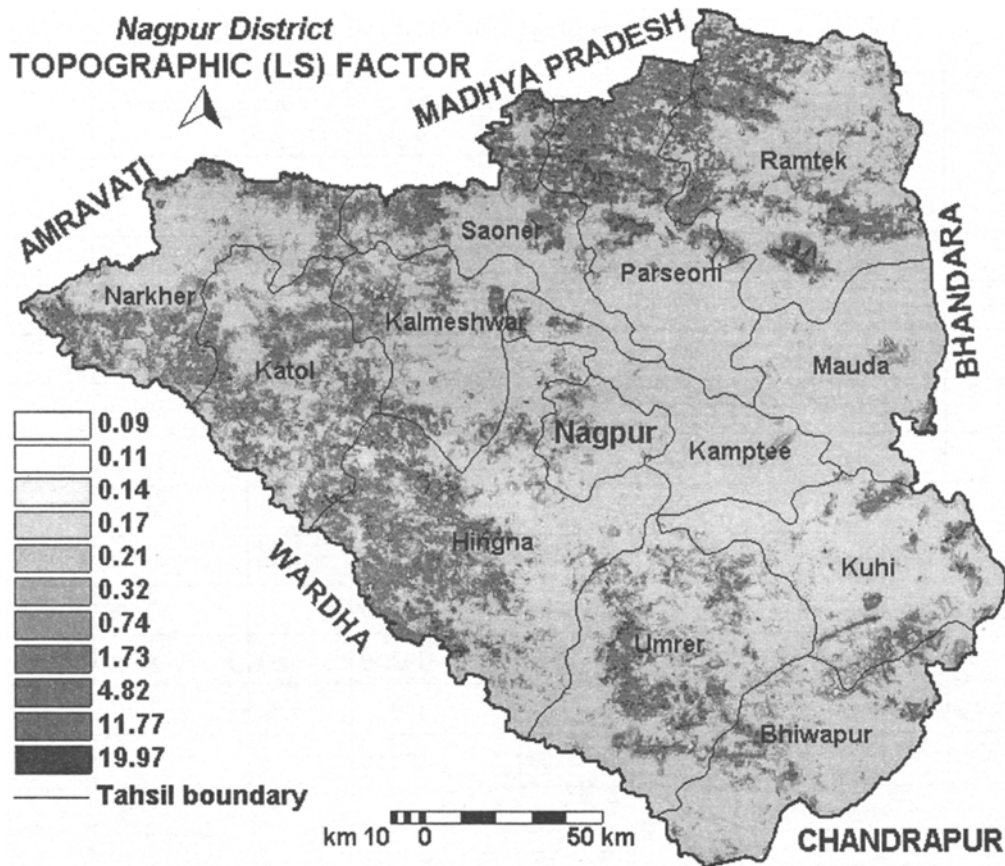 Nagpur District
TOPOGRAPHIC (LS) FACTOR
MADHYA PRADESH
AMRAVATI
Ramtek
Saoner
Parseoni
BHANDARA
Narkher
Kalmeshwar
Katol
Mauda
Nagpur
Kamptee
Hingna
WARDHA
Kuhi
Umrer
Bhiwapur
0.09
0.11
0.14
0.17
0.21
0.32
0.74
1.73
4.82
11.77
19.97
Tahsil boundary
km 10 0 50 km
CHANDRAPUR